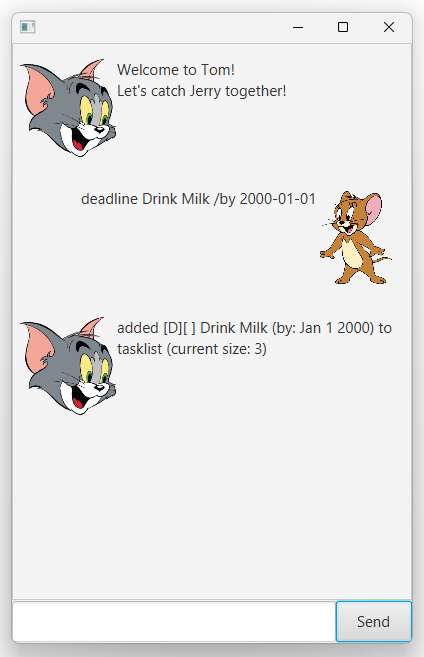 Welcome to Tom!
Let's catch Jerry together!
deadline Drink Milk /by 2000-01-01
added [D][ ] Drink Milk (by: Jan 1 2000) to
tasklist (current size: 3)
Send